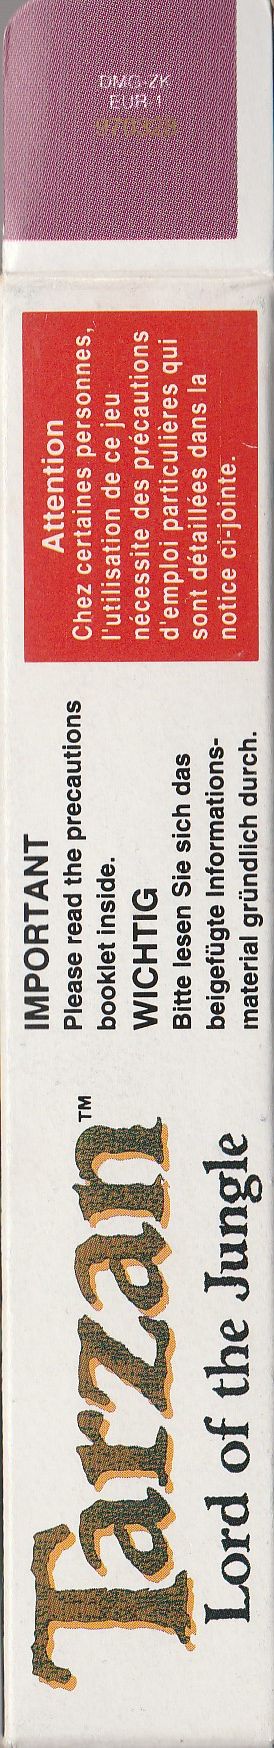 Tarzan™
Lord of the Jungle
IMPORTANT
Please read the precautions
booklet inside.
WICHTIG
Bitte lesen Sie sich das
beigefügte Informations-
material gründlich durch.
Attention
Chez certaines personnes,
l'utilisation de ce jeu
nécessite des précautions
d'emploi particulières qui
sont détaillées dans la
notice ci-jointe.
DMG-ZK
EUR 1